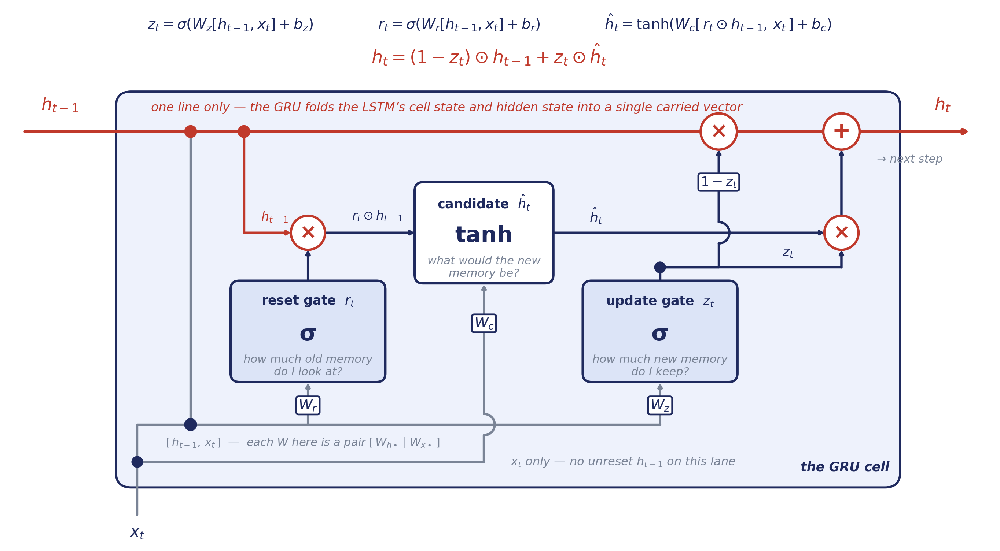 z_t = σ(W_z[h_{t−1}, x_t] + b_z)
r_t = σ(W_r[h_{t−1}, x_t] + b_r)
ĥ_t = tanh(W_c[ r_t ⊙ h_{t−1}, x_t ] + b_c)
h_t = (1 − z_t) ⊙ h_{t−1} + z_t ⊙ ĥ_t
h_{t−1}
one line only — the GRU folds the LSTM’s cell state and hidden state into a single carried vector
h_t
×
+
→ next step
1 − z_t
h_{t−1}
×
r_t ⊙ h_{t−1}
candidate ĥ_t
tanh
what would the new
memory be?
ĥ_t
×
z_t
reset gate r_t
σ
how much old memory
do I look at?
W_c
update gate z_t
σ
how much new memory
do I keep?
W_r
W_z
[ h_{t−1}, x_t ] — each W here is a pair [ W_{h•} | W_{x•} ]
x_t only — no unreset h_{t−1} on this lane
the GRU cell
x_t